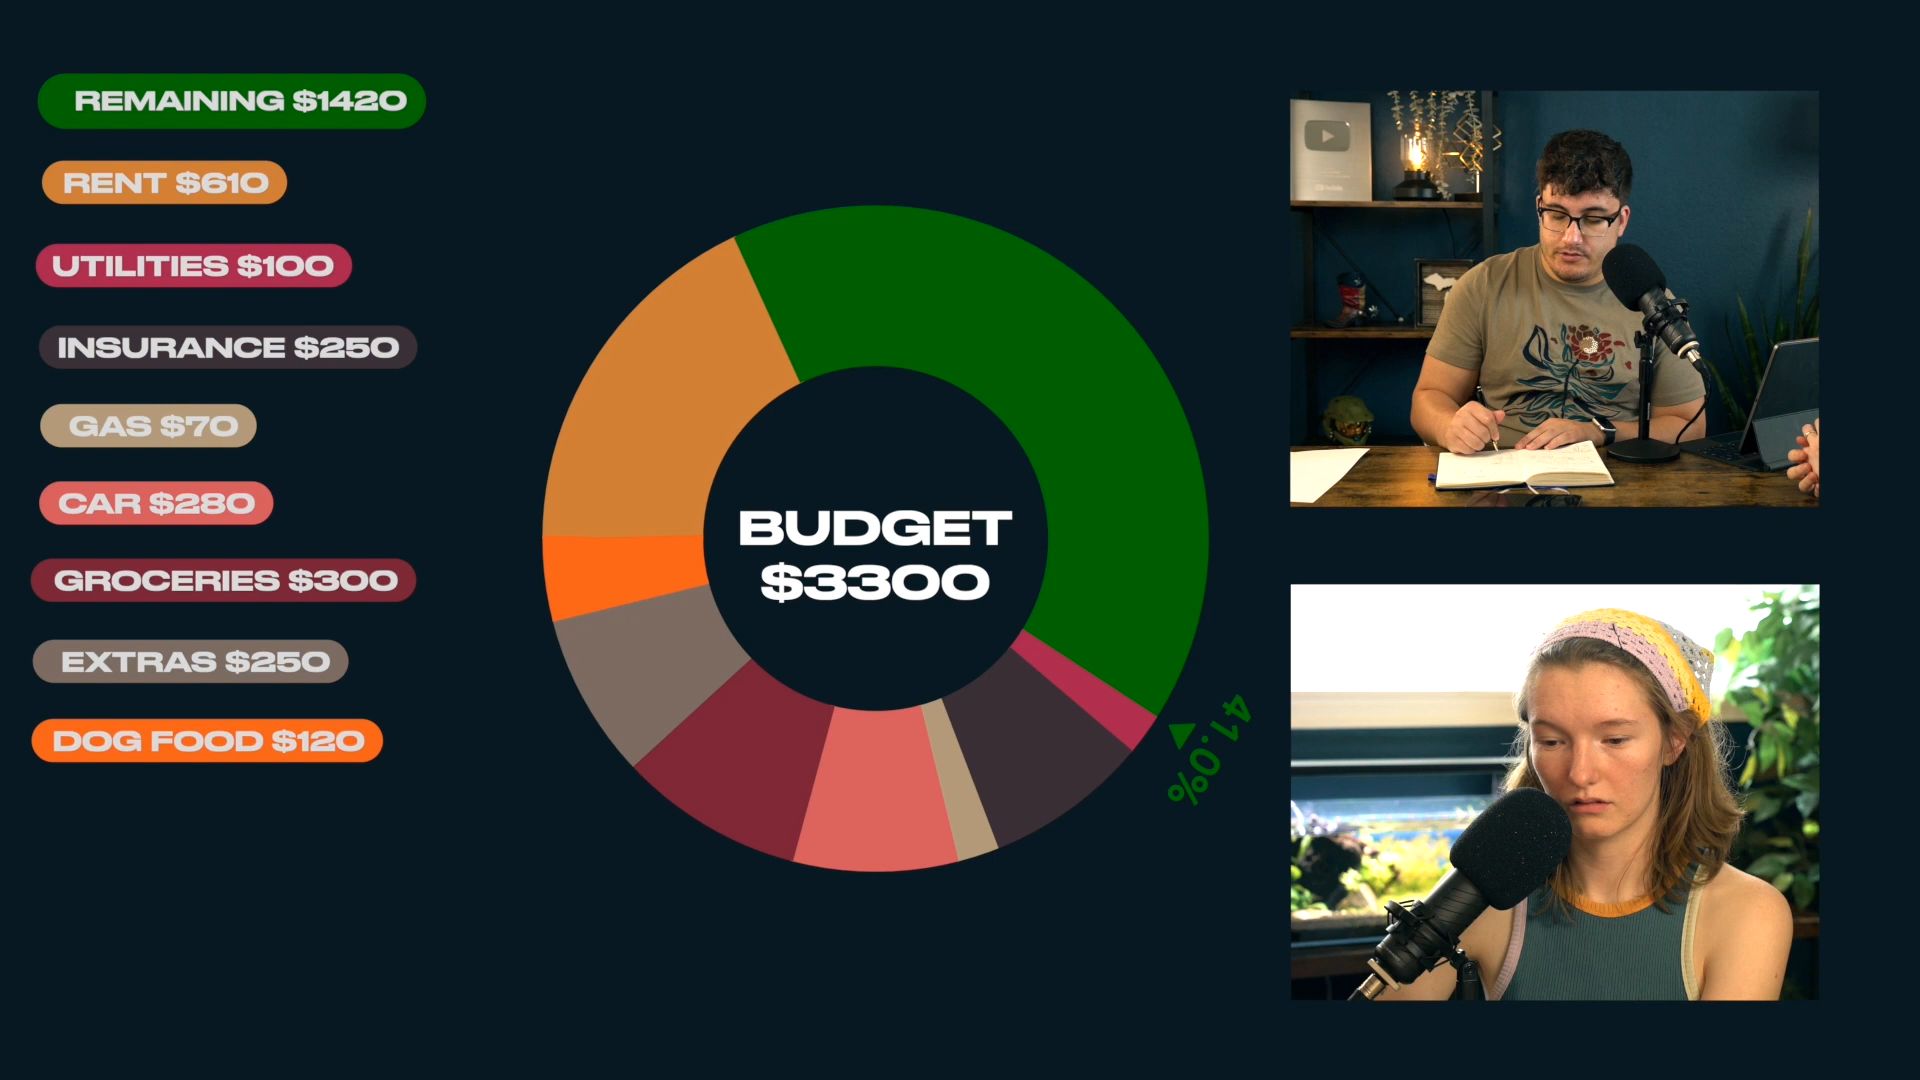 REMAINING $1420
RENT $610
UTILITIES $100
INSURANCE $250
GAS $70
CAR $280
GROCERIES $300
EXTRAS $250
DOG FOOD $120
BUDGET
$3300
41.0%